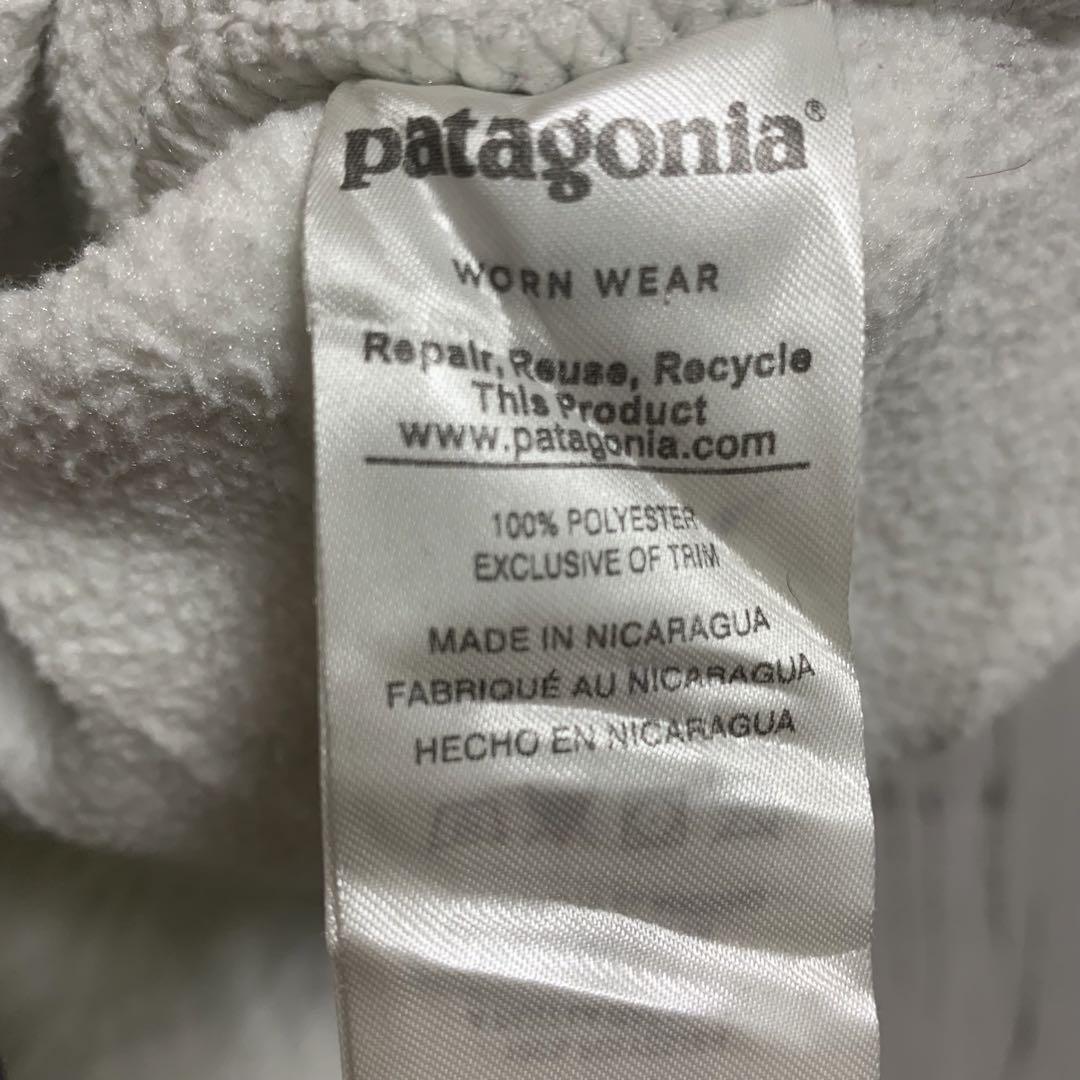 patagonia®
WORN WEAR
Repair, Reuse, Recycle
This Product
www.patagonia.com
100% POLYESTER
EXCLUSIVE OF TRIM
MADE IN NICARAGUA
FABRIQUÉ AU NICARAGUA
HECHO EN NICARAGUA